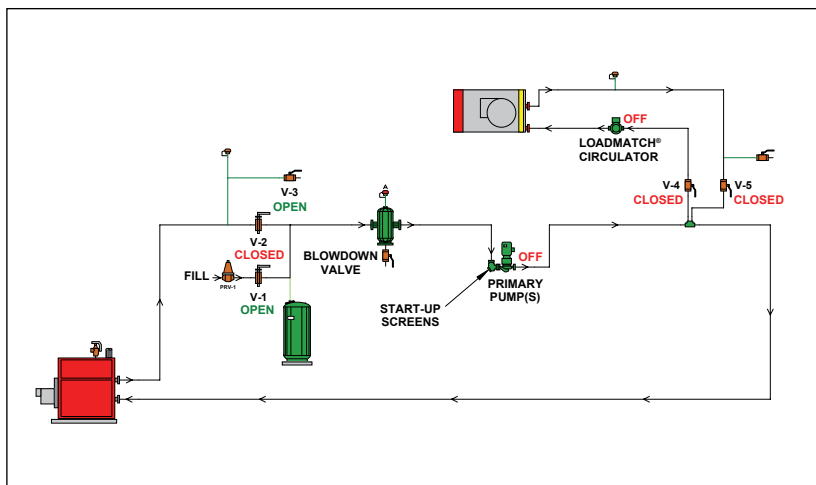 OFF
LOADMATCH®
CIRCULATOR
V-3
OPEN
V-4
CLOSED
V-5
CLOSED
A
V-2
CLOSED
BLOWDOWN
VALVE
OFF
FILL
PRV-1
V-1
OPEN
PRIMARY
PUMP(S)
START-UP
SCREENS